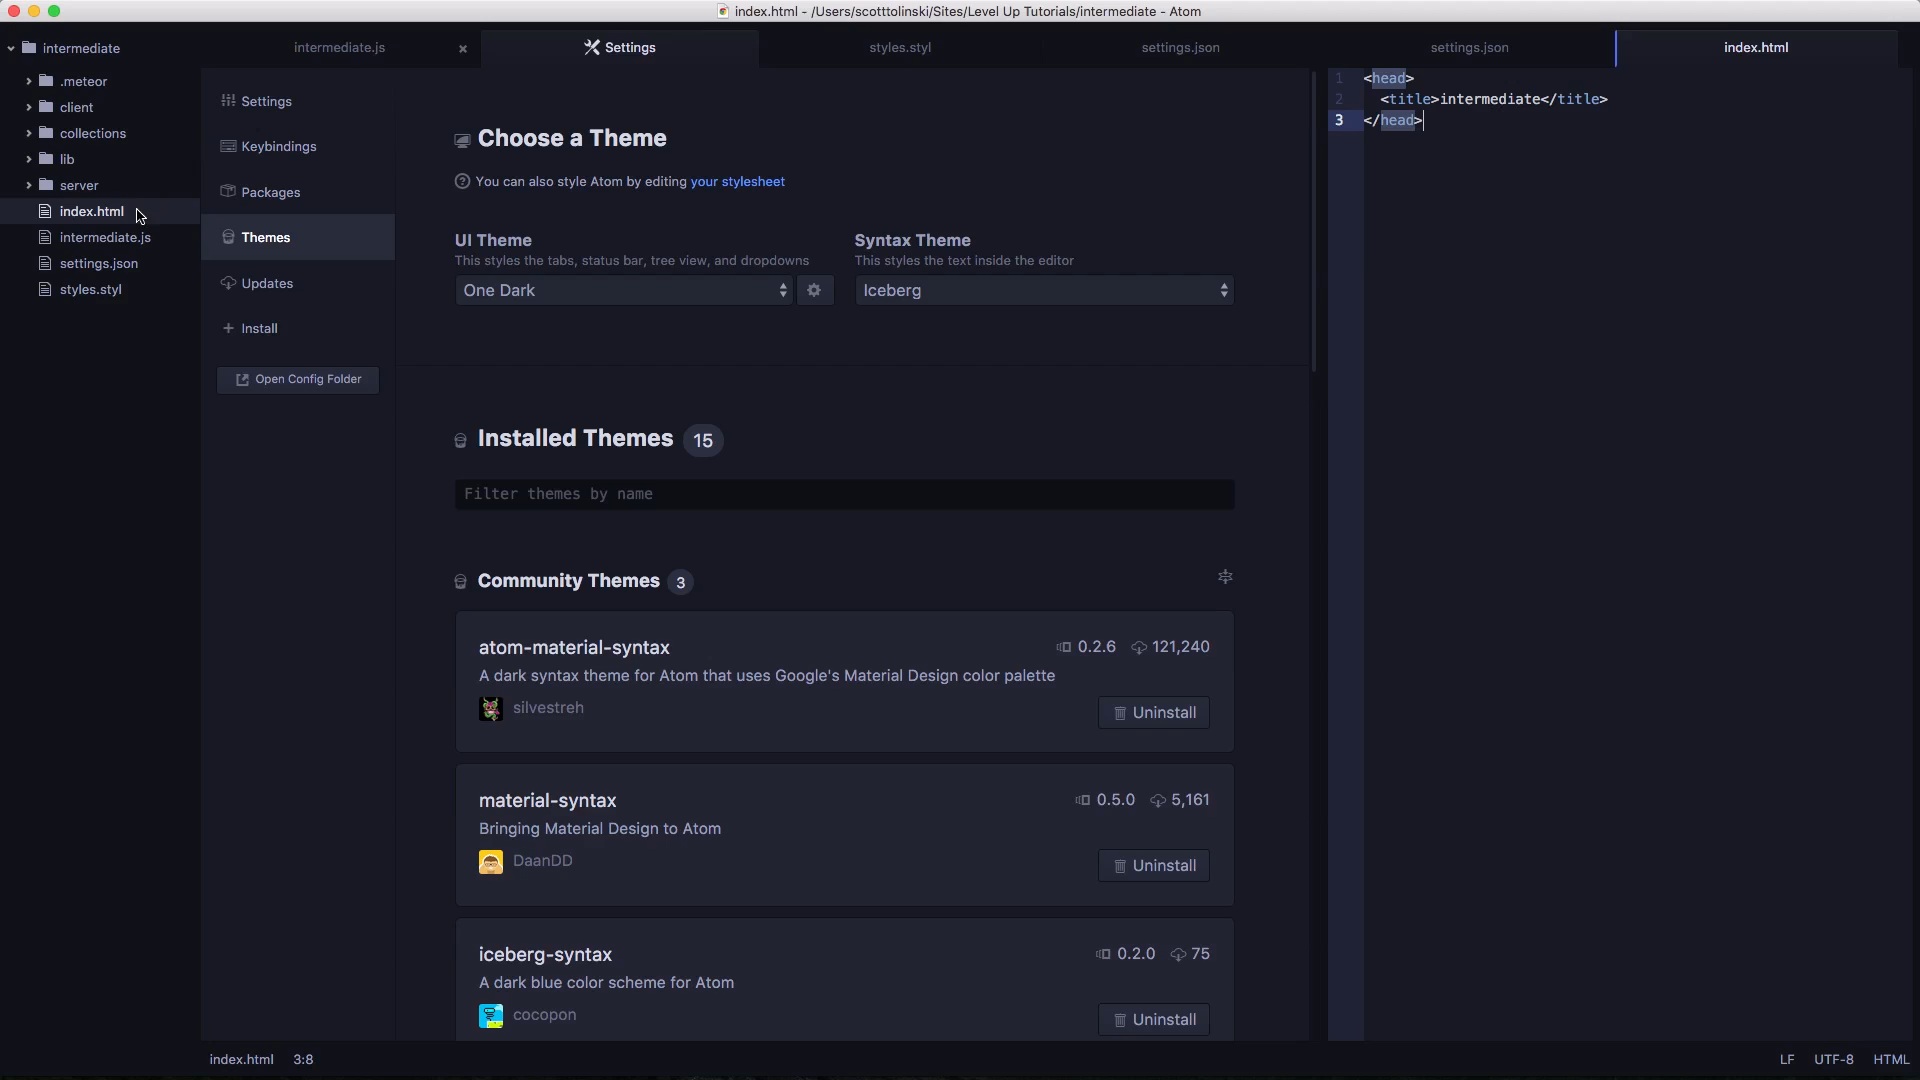 index.html - /Users/scotttolinski/Sites/Level Up Tutorials/intermediate - Atom
intermediate
.meteor
client
collections
lib
server
index.html
intermediate.js
settings.json
styles.styl
intermediate.js ×
Settings
styles.styl
settings.json
settings.json
index.html
Settings
Keybindings
Packages
Themes
Updates
Install
Open Config Folder
Choose a Theme
You can also style Atom by editing your stylesheet
UI Theme
This styles the tabs, status bar, tree view, and dropdowns
One Dark
Syntax Theme
This styles the text inside the editor
Iceberg
Installed Themes 15
Filter themes by name
Community Themes 3
atom-material-syntax 0.2.6 121,240
A dark syntax theme for Atom that uses Google's Material Design color palette
silvestreh
Uninstall
material-syntax 0.5.0 5,161
Bringing Material Design to Atom
DaanDD
Uninstall
iceberg-syntax 0.2.0 75
A dark blue color scheme for Atom
cocopon
Uninstall
1 <head>
2 <title>intermediate</title>
3 </head>
index.html 3:8
LF UTF-8 HTML